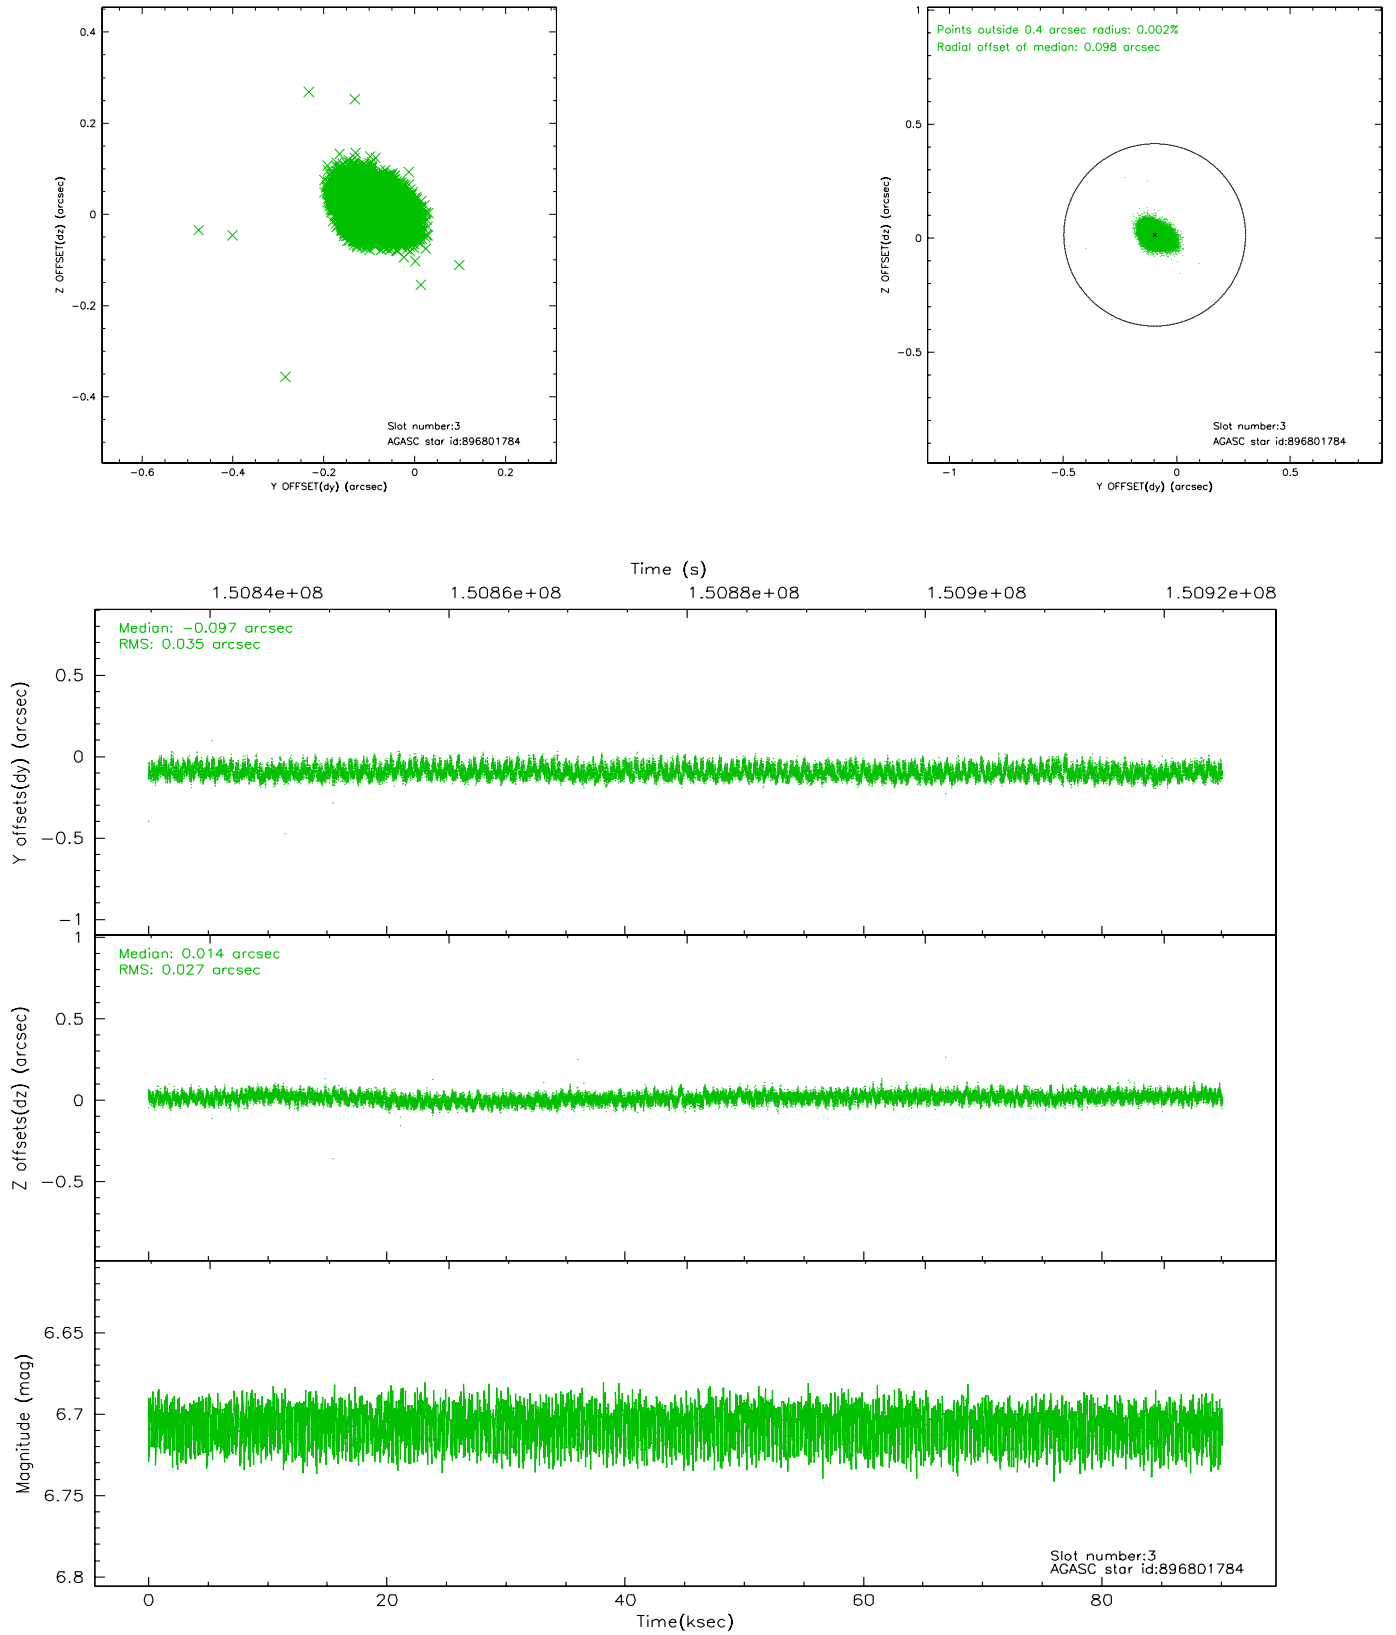 0.4
0.2
0
−0.2
−0.4
Z OFFSET(dz) (arcsec)
Slot number:3
AGASC star id:896801784
−0.6 −0.4 −0.2 0 0.2
Y OFFSET(dy) (arcsec)
Points outside 0.4 arcsec radius: 0.002%
Radial offset of median: 0.098 arcsec
1
0.5
0
−0.5
Z OFFSET(dz) (arcsec)
Slot number:3
AGASC star id:896801784
−1 −0.5 0 0.5
Y OFFSET(dy) (arcsec)
Time (s)
1.5084e+08 1.5086e+08 1.5088e+08 1.509e+08 1.5092e+08
Median: −0.097 arcsec
RMS: 0.035 arcsec
0.5
0
−0.5
−1
Y offsets(dy) (arcsec)
Median: 0.014 arcsec
RMS: 0.027 arcsec
1
0.5
0
−0.5
Z offsets(dz) (arcsec)
6.65
6.7
6.75
6.8
Magnitude (mag)
Slot number:3
AGASC star id:896801784
0 20 40 60 80
Time(ksec)